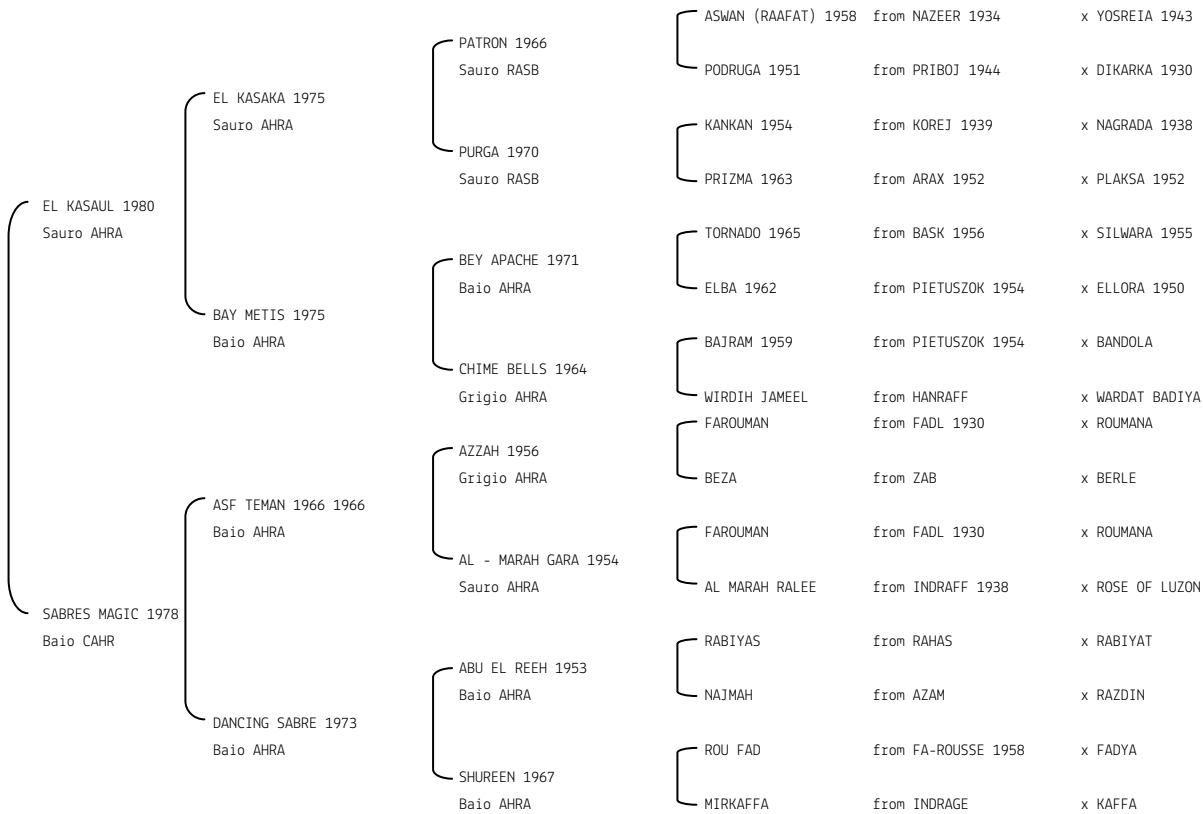 ASWAN (RAAFAT) 1958 from NAZEER 1934 x YOSREIA 1943
PATRON 1966
Sauro RASB
PODRUGA 1951 from PRIBOJ 1944 x DIKARKA 1930
EL KASAKA 1975
Sauro AHRA
KANKAN 1954 from KOREJ 1939 x NAGRADA 1938
PURGA 1970
Sauro RASB
PRIZMA 1963 from ARAX 1952 x PLAKSA 1952
EL KASAUL 1980
Sauro AHRA
TORNADO 1965 from BASK 1956 x SILWARA 1955
BEY APACHE 1971
Baio AHRA
ELBA 1962 from PIETUSZOK 1954 x ELLORA 1950
BAY METIS 1975
Baio AHRA
BAJRAM 1959 from PIETUSZOK 1954 x BANDOLA
CHIME BELLS 1964
Grigio AHRA
WIRDIH JAMEEL from HANRAFF x WARDAT BADIYA
FAROUMAN from FADL 1930 x ROUMANA
AZZAH 1956
Grigio AHRA
BEZA from ZAB x BERLE
ASF TEMAN 1966 1966
Baio AHRA
FAROUMAN from FADL 1930 x ROUMANA
AL - MARAH GARA 1954
Sauro AHRA
AL MARAH RALEE from INDRAFF 1938 x ROSE OF LUZON
SABRES MAGIC 1978
Baio CAHR
RABIYAS from RAHAS x RABIYAT
ABU EL REEH 1953
Baio AHRA
NAJMAH from AZAM x RAZDIN
DANCING SABRE 1973
Baio AHRA
ROU FAD from FA-ROUSSE 1958 x FADYA
SHUREEN 1967
Baio AHRA
MIRKAFFA from INDRAGE x KAFFA